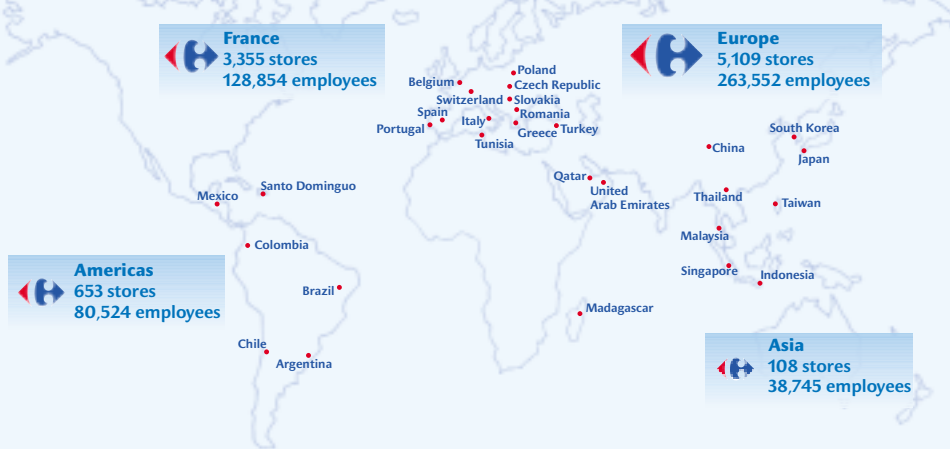 France
3,355 stores
128,854 employees
Europe
5,109 stores
263,552 employees
Poland
Belgium
Czech Republic
Switzerland
Slovakia
Spain
Romania
Italy
Portugal
Greece
Turkey
Tunisia
South Korea
China
Japan
Qatar
United
Arab Emirates
Santo Dominguo
Mexico
Thailand
Taiwan
Malaysia
Colombia
Singapore
Indonesia
Americas
653 stores
80,524 employees
Brazil
Madagascar
Chile
Argentina
Asia
108 stores
38,745 employees